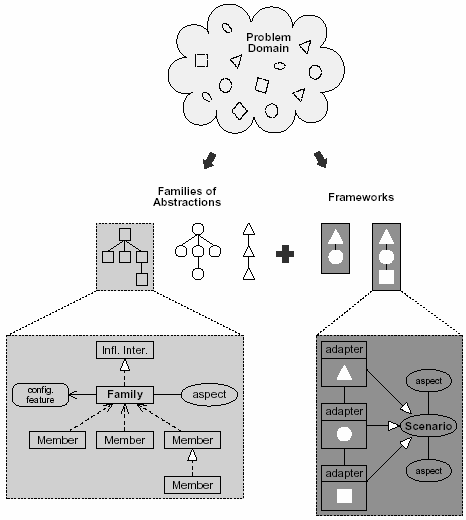 Problem
Domain
Families of
Abstractions
Frameworks
Infl. Inter.
config.
feature
Family
aspect
Member
Member
Member
Member
adapter
adapter
adapter
aspect
Scenario
aspect